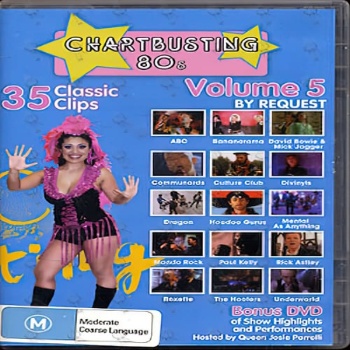 CHARTBUSTING
80s
35 Classic
Clips
Volume 5
BY REQUEST
ABC
Bananarama
David Bowie &
Mick Jagger
Communards
Culture Club
Divinyls
Dragon
Hoodoo Gurus
Mental
As Anything
Mondo Rock
Paul Kelly
Rick Astley
Roxette
The Hooters
Underworld
ting
M
Moderate
Coarse Language
Bonus DVD
of Show Highlights
and Performances
Hosted by Queen Josie Parrelli